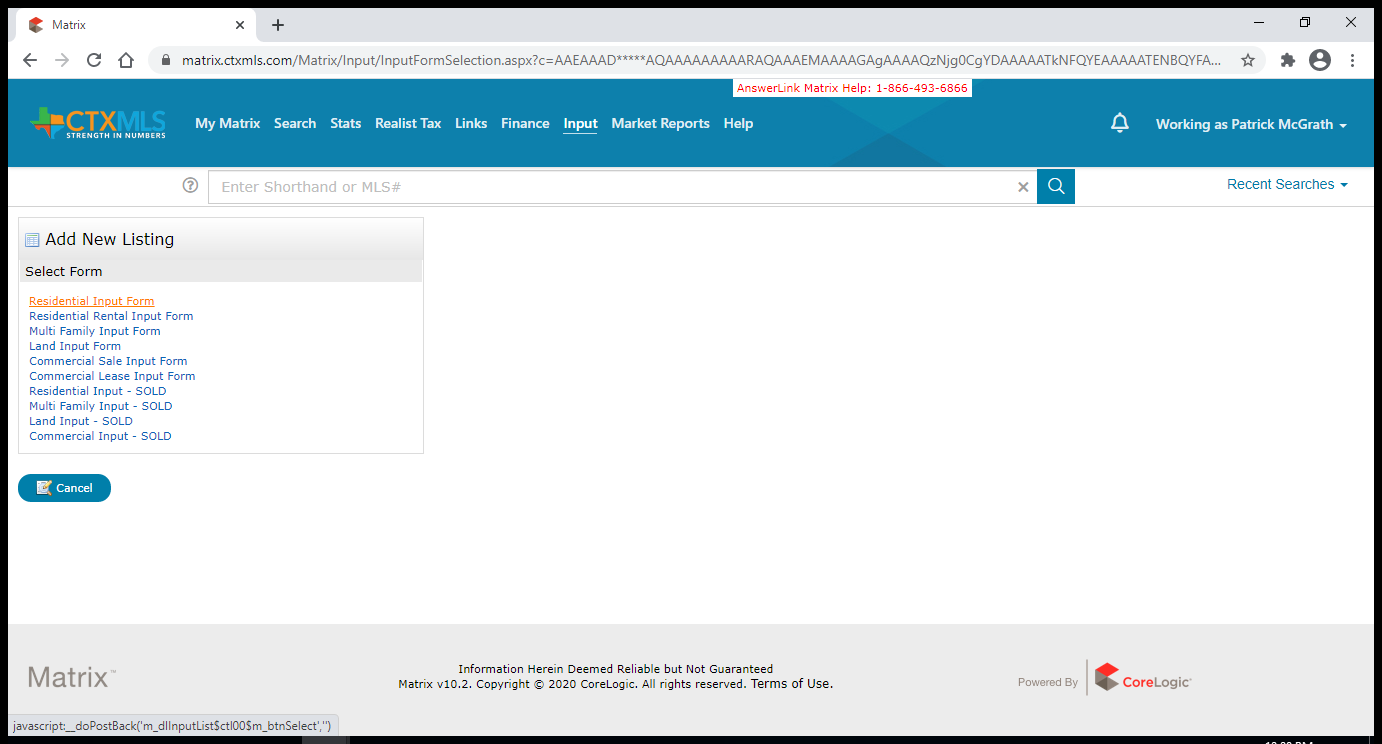 Matrix
matrix.ctxmls.com/Matrix/Input/InputFormSelection.aspx?c=AAEAAAD*****AQAAAAAAAAARAQAAAEMAAAAGAgAAAAQzNjg0CgYDAAAAATkNFQYEAAAAATENBQYFA...
AnswerLink Matrix Help: 1-866-493-6866
CTXMLS
STRENGTH IN NUMBERS
My Matrix Search Stats Realist Tax Links Finance Input Market Reports Help
Working as Patrick McGrath
Enter Shorthand or MLS#
Recent Searches
Add New Listing
Select Form
Residential Input Form
Residential Rental Input Form
Multi Family Input Form
Land Input Form
Commercial Sale Input Form
Commercial Lease Input Form
Residential Input - SOLD
Multi Family Input - SOLD
Land Input - SOLD
Commercial Input - SOLD
Cancel
Matrix™
Information Herein Deemed Reliable but Not Guaranteed
Matrix v10.2. Copyright © 2020 CoreLogic. All rights reserved. Terms of Use.
Powered By CoreLogic
javascript:__doPostBack('m_dlInputList$ctl00$m_btnSelect','')